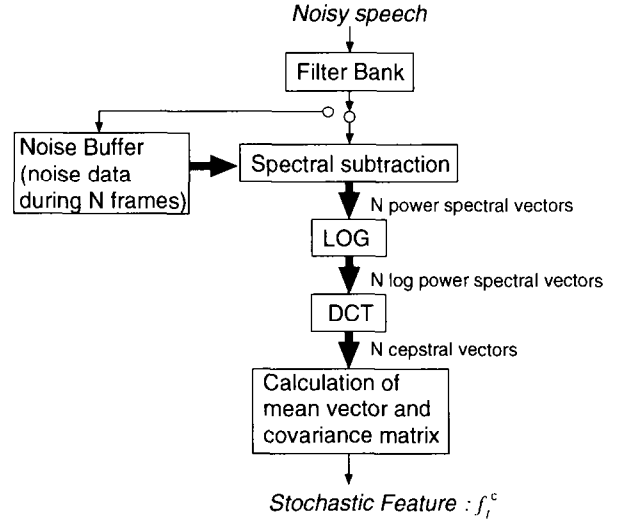 Noisy speech
Filter Bank
Noise Buffer
(noise data
during N frames)
Spectral subtraction
N power spectral vectors
LOG
N log power spectral vectors
DCT
N cepstral vectors
Calculation of
mean vector and
covariance matrix
Stochastic Feature : f_t^c